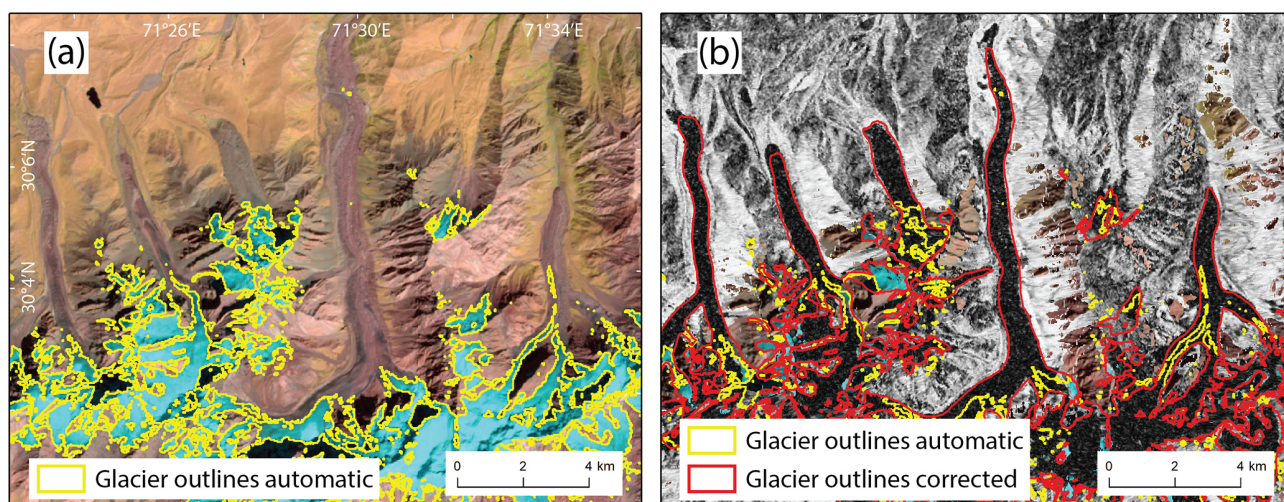 (a)
71°26'E
71°30'E
71°34'E
30°6'N
30°4'N
Glacier outlines automatic
0 2 4 km
(b)
Glacier outlines automatic
Glacier outlines corrected
0 2 4 km